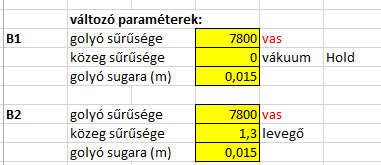 változó paraméterek:
B1 golyó sűrűsége 7800 vas
közeg sűrűsége 0 vákuum Hold
golyó sugara (m) 0,015
B2 golyó sűrűsége 7800 vas
közeg sűrűsége 1,3 levegő
golyó sugara (m) 0,015